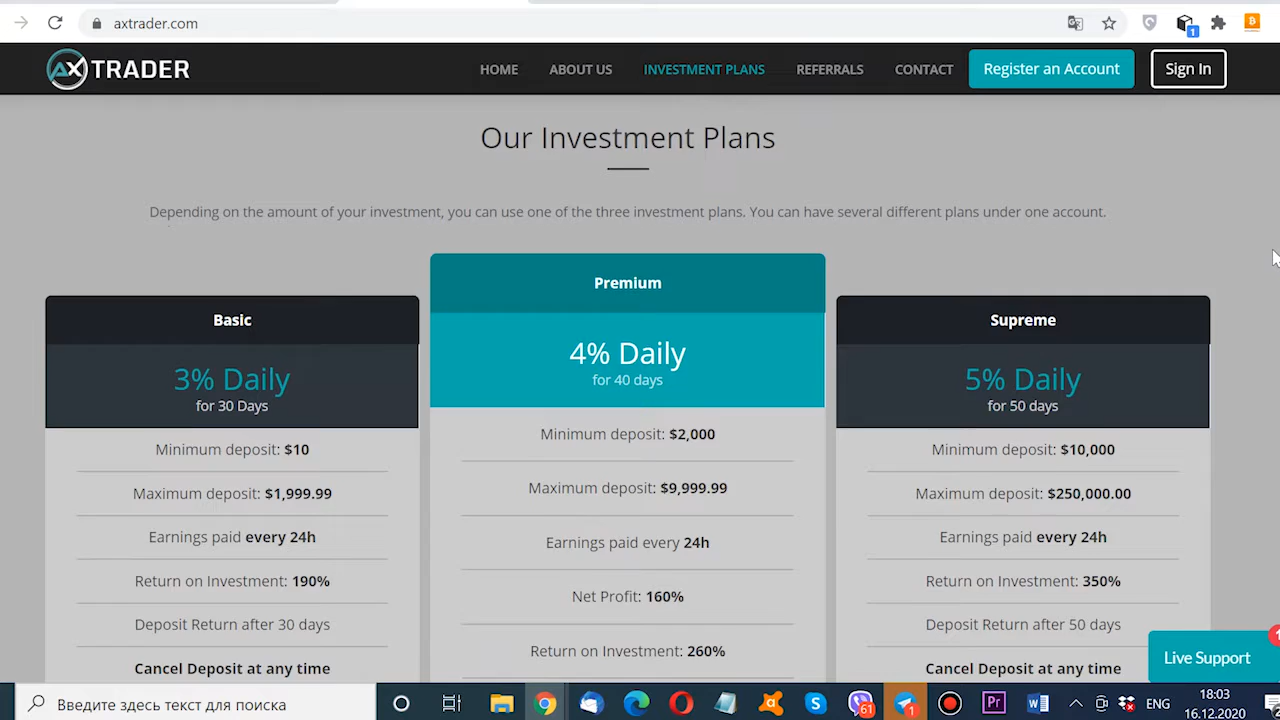 axtrader.com
1
AX TRADER
HOME
ABOUT US
INVESTMENT PLANS
REFERRALS
CONTACT
Register an Account
Sign In
Our Investment Plans
Depending on the amount of your investment, you can use one of the three investment plans. You can have several different plans under one account.
Basic
3% Daily
for 30 Days
Minimum deposit: $10
Maximum deposit: $1,999.99
Earnings paid every 24h
Return on Investment: 190%
Deposit Return after 30 days
Cancel Deposit at any time
Premium
4% Daily
for 40 days
Minimum deposit: $2,000
Maximum deposit: $9,999.99
Earnings paid every 24h
Net Profit: 160%
Return on Investment: 260%
Supreme
5% Daily
for 50 days
Minimum deposit: $10,000
Maximum deposit: $250,000.00
Earnings paid every 24h
Return on Investment: 350%
Deposit Return after 50 days
Cancel Deposit at any time
Live Support
1
Введите здесь текст для поиска
61
1
Pr
ENG
18:03
16.12.2020